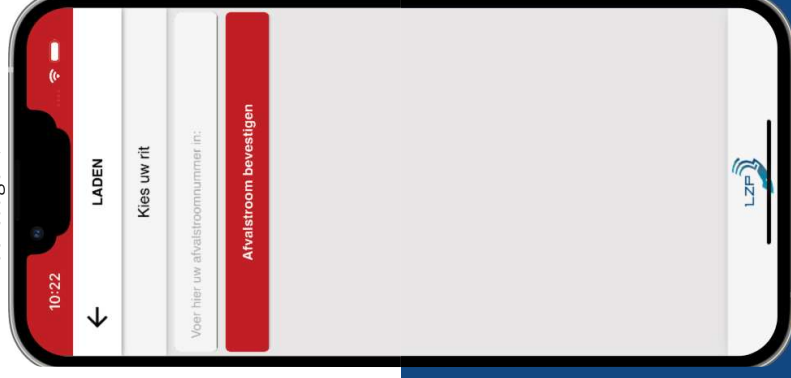 10:22
LADEN
Kies uw rit
Voer hier uw afvalstroomnummer in:
Afvalstroom bevestigen
LZP